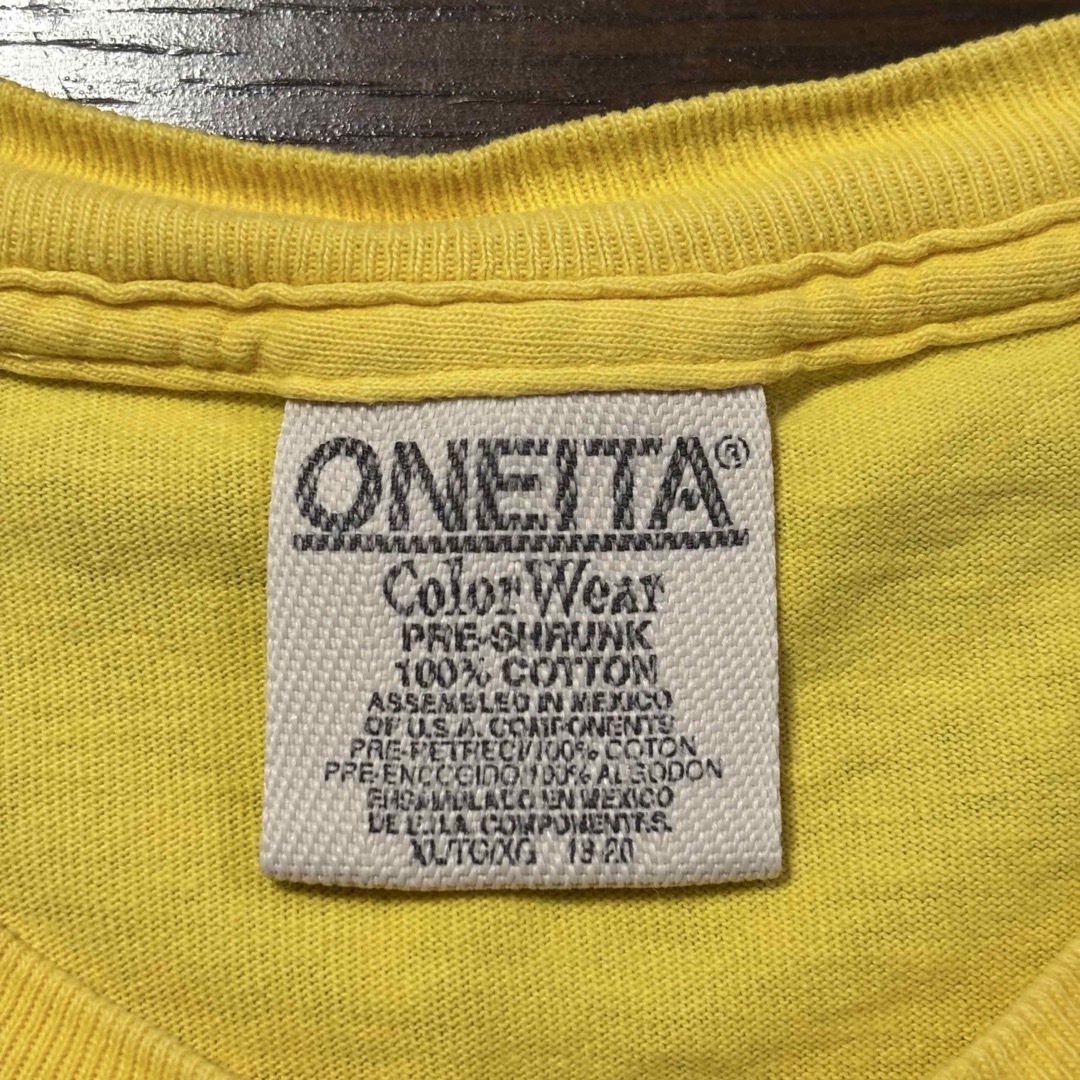 ONEITA®
Color Wear
PRE-SHRUNK
100% COTTON
ASSEMBLED IN MEXICO
OF U.S.A. COMPONENTS
PRE-RETRECI/100% COTON
PRE-ENCOGIDO/100% ALGODON
ENSAMBLADO EN MEXICO
DE COMPONENTES.
XL/TG/XG 18-20